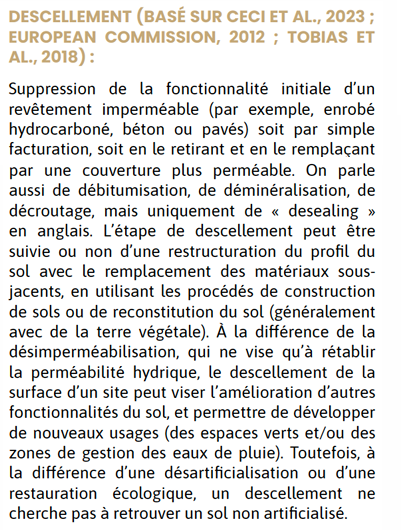 DESCELLEMENT (BASÉ SUR CECI ET AL., 2023 ;
EUROPEAN COMMISSION, 2012 ; TOBIAS ET
AL., 2018) :
Suppression de la fonctionnalité initiale d’un
revêtement imperméable (par exemple, enrobé
hydrocarboné, béton ou pavés) soit par simple
facturation, soit en le retirant et en le remplaçant
par une couverture plus perméable. On parle
aussi de débitumisation, de déminéralisation, de
décroutage, mais uniquement de « desealing »
en anglais. L’étape de descellement peut être
suivie ou non d’une restructuration du profil du
sol avec le remplacement des matériaux sous-
jacents, en utilisant les procédés de construction
de sols ou de reconstitution du sol (généralement
avec de la terre végétale). À la différence de la
désimperméabilisation, qui ne vise qu’à rétablir
la perméabilité hydrique, le descellement de la
surface d’un site peut viser l’amélioration d’autres
fonctionnalités du sol, et permettre de développer
de nouveaux usages (des espaces verts et/ou des
zones de gestion des eaux de pluie). Toutefois, à
la différence d’une désartificialisation ou d’une
restauration écologique, un descellement ne
cherche pas à retrouver un sol non artificialisé.